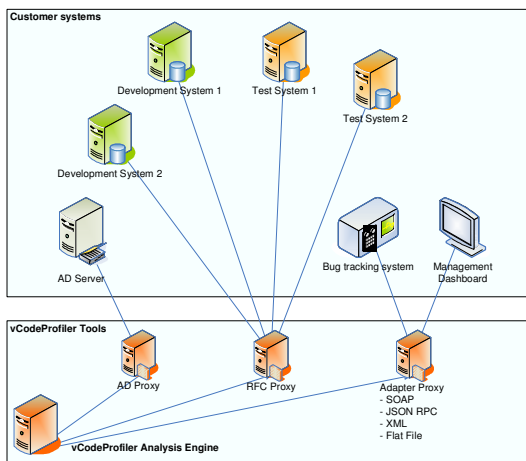 Customer systems
Development System 1
Test System 1
Test System 2
Development System 2
AD Server
Bug tracking system
Management
Dashboard
vCodeProfiler Tools
AD Proxy
RFC Proxy
Adapter Proxy
- SOAP
- JSON RPC
- XML
- Flat File
vCodeProfiler Analysis Engine